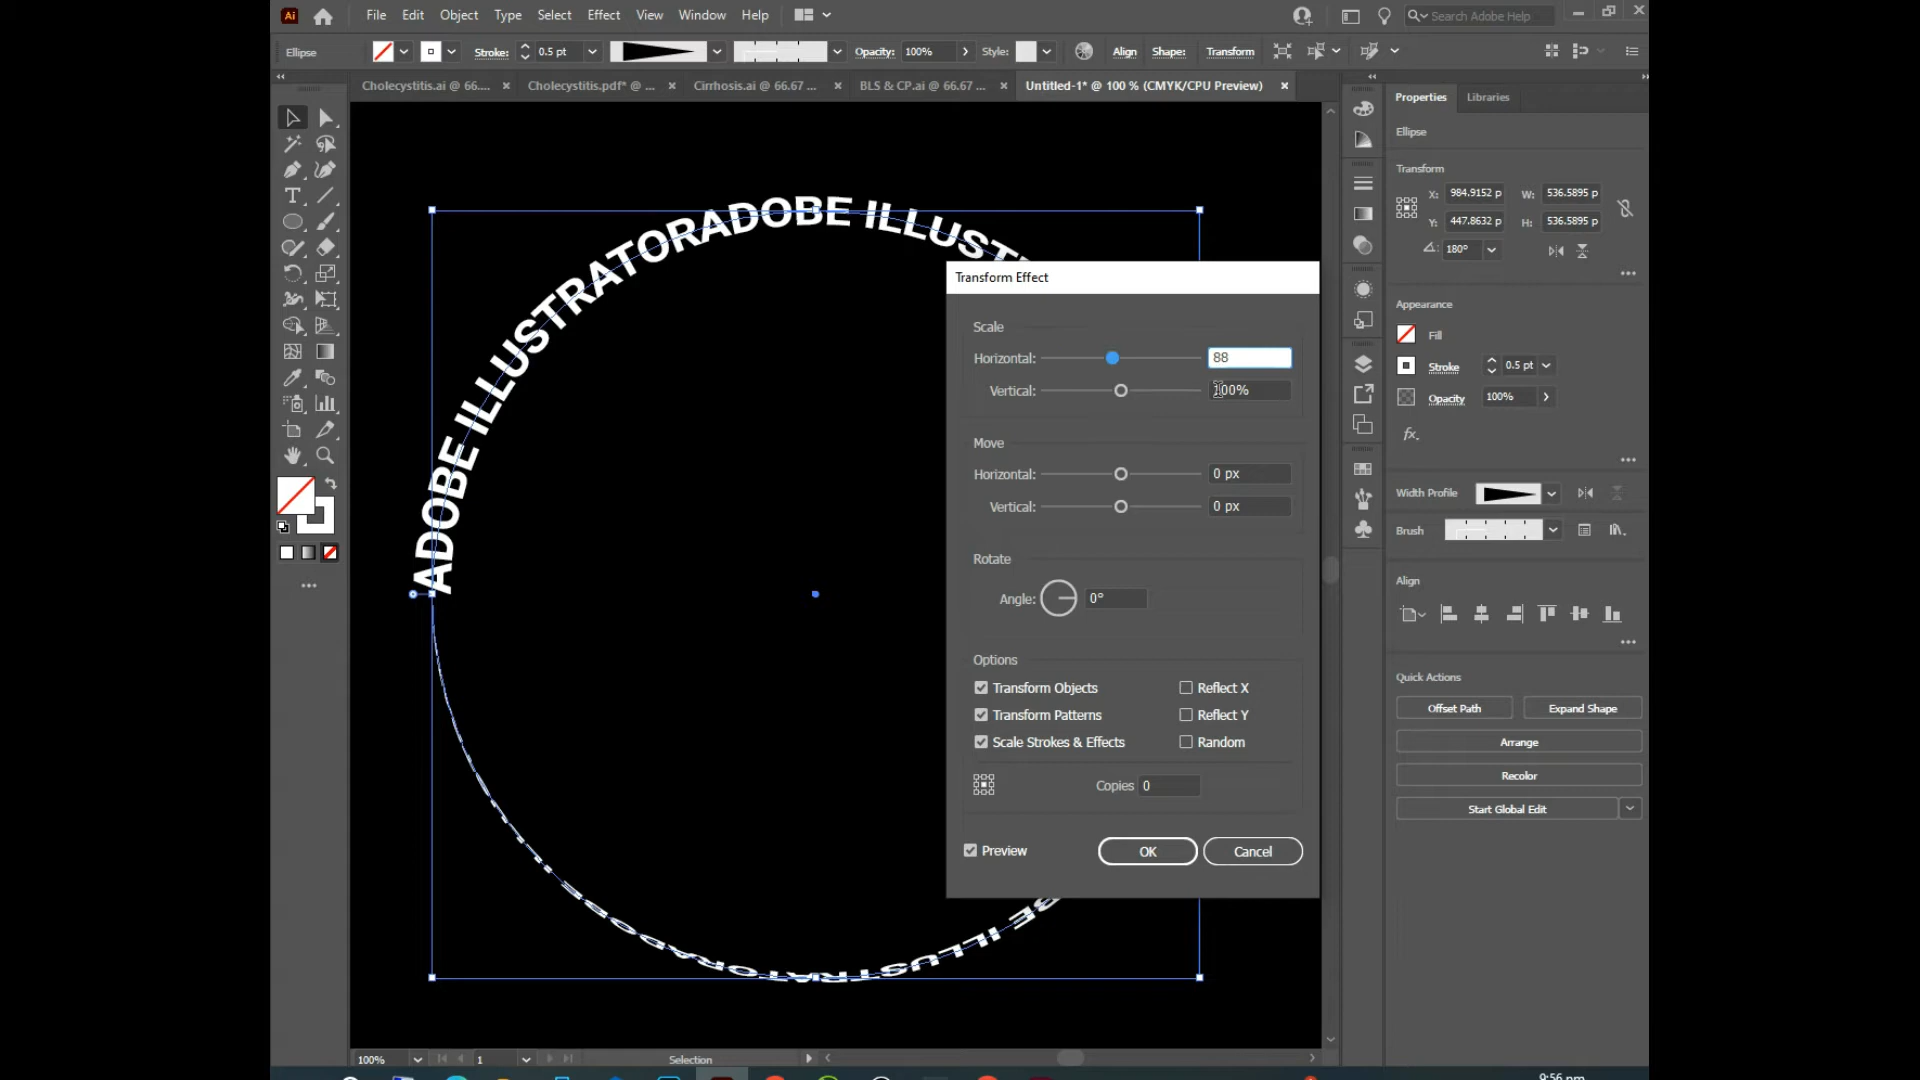 Ai File Edit Object Type Select Effect View Window Help Search Adobe Help
Ellipse Stroke: 0.5 pt Opacity: 100% Style: Align Shape: Transform
Cholecystitis.ai @ 66.... × Cholecystitis.pdf* @ ... × Cirrhosis.ai @ 66.67 ... × BLS & CP.ai @ 66.67 ... × Untitled-1* @ 100 % (CMYK/CPU Preview) ×
ADOBE ILLUSTRATORADOBE ILLUST
Transform Effect
Scale
Horizontal: 88
Vertical: 100%
Move
Horizontal: 0 px
Vertical: 0 px
Rotate
Angle: 0°
Options
Transform Objects Reflect X
Transform Patterns Reflect Y
Scale Strokes & Effects Random
Copies 0
Preview OK Cancel
Properties Libraries
Ellipse
Transform
X: 984.9152 p W: 536.5895 p
Y: 447.8632 p H: 536.5895 p
180°
Appearance
Fill
Stroke 0.5 pt
Opacity 100%
fx.
Width Profile
Brush
Align
Quick Actions
Offset Path Expand Shape
Arrange
Recolor
Start Global Edit
100% 1 Selection
9:56 pm